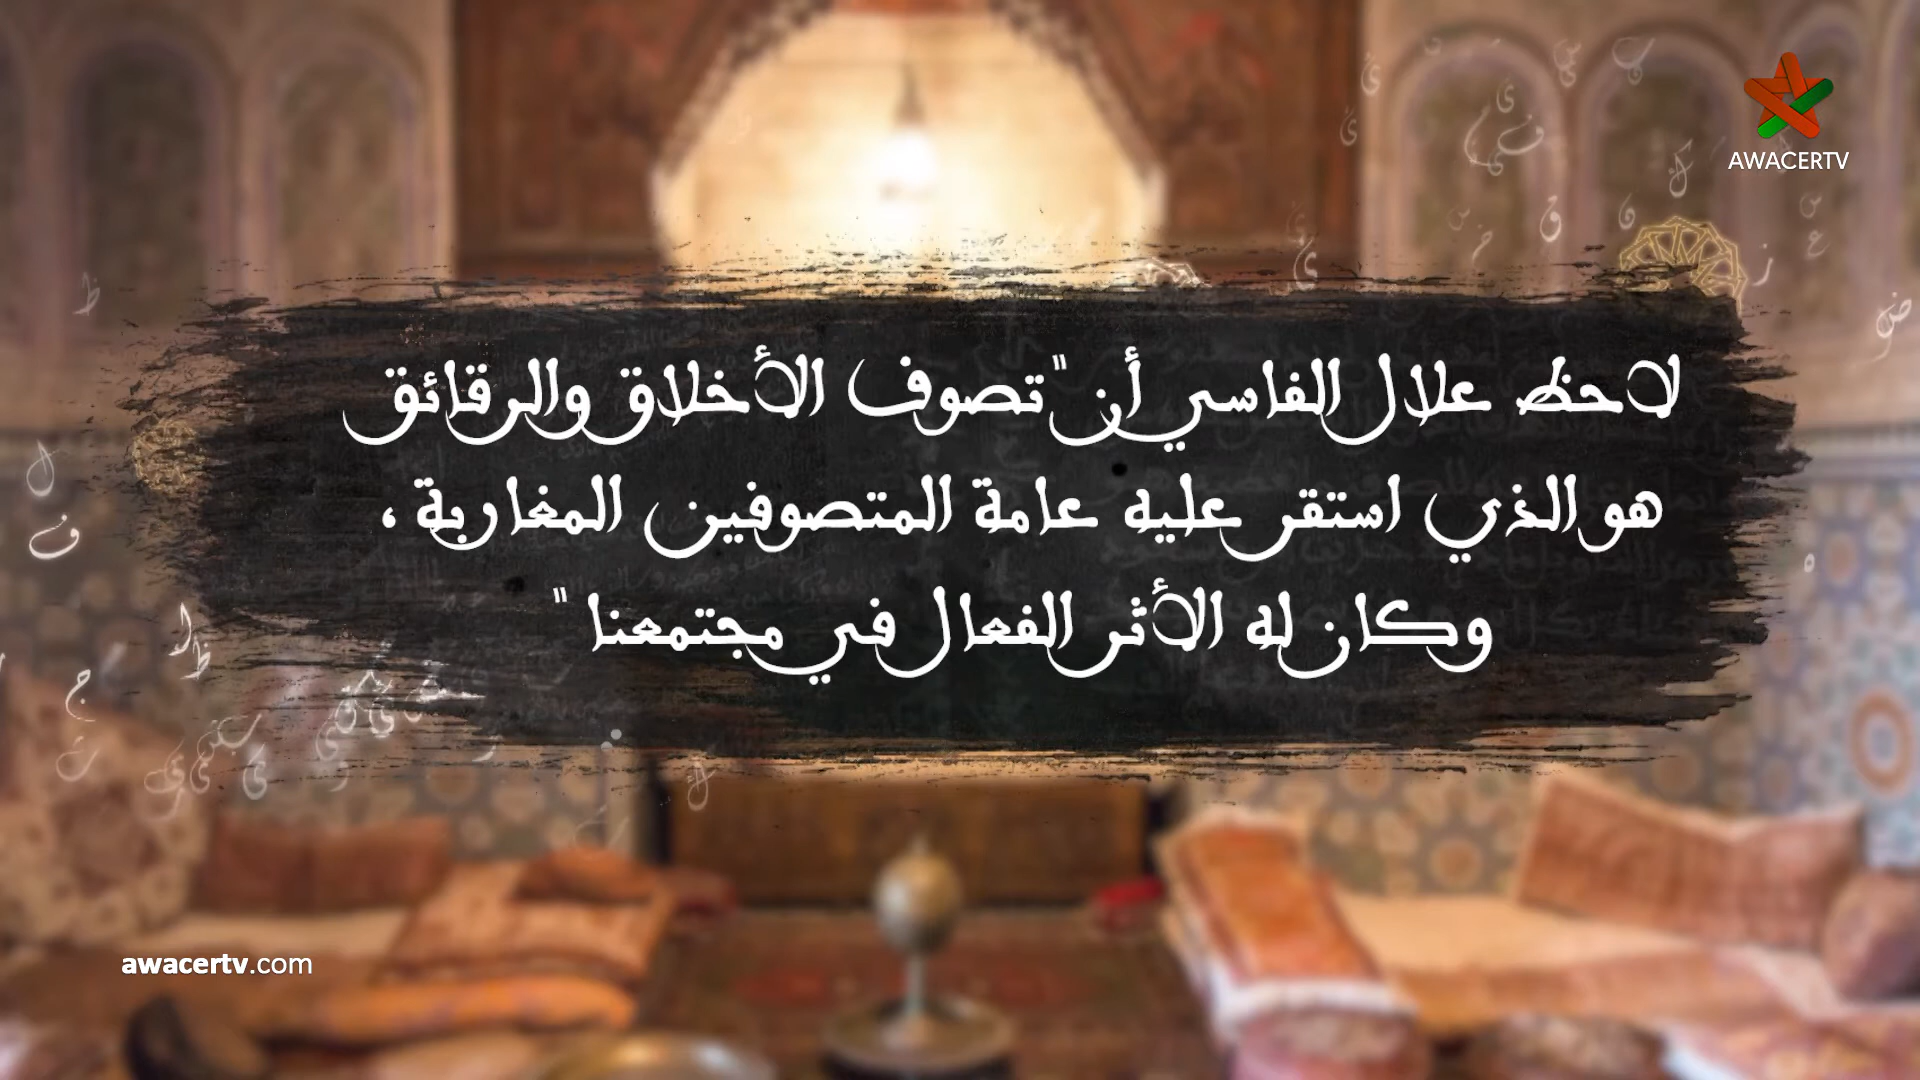 AWACERTV
لاحظ علال الفاسي أن "تصوف الأخلاق والرقائق
هو الذي استقر عليه عامة المتصوفين المغاربة ،
وكان له الأثر الفعال في مجتمعنا "
awacertv.com